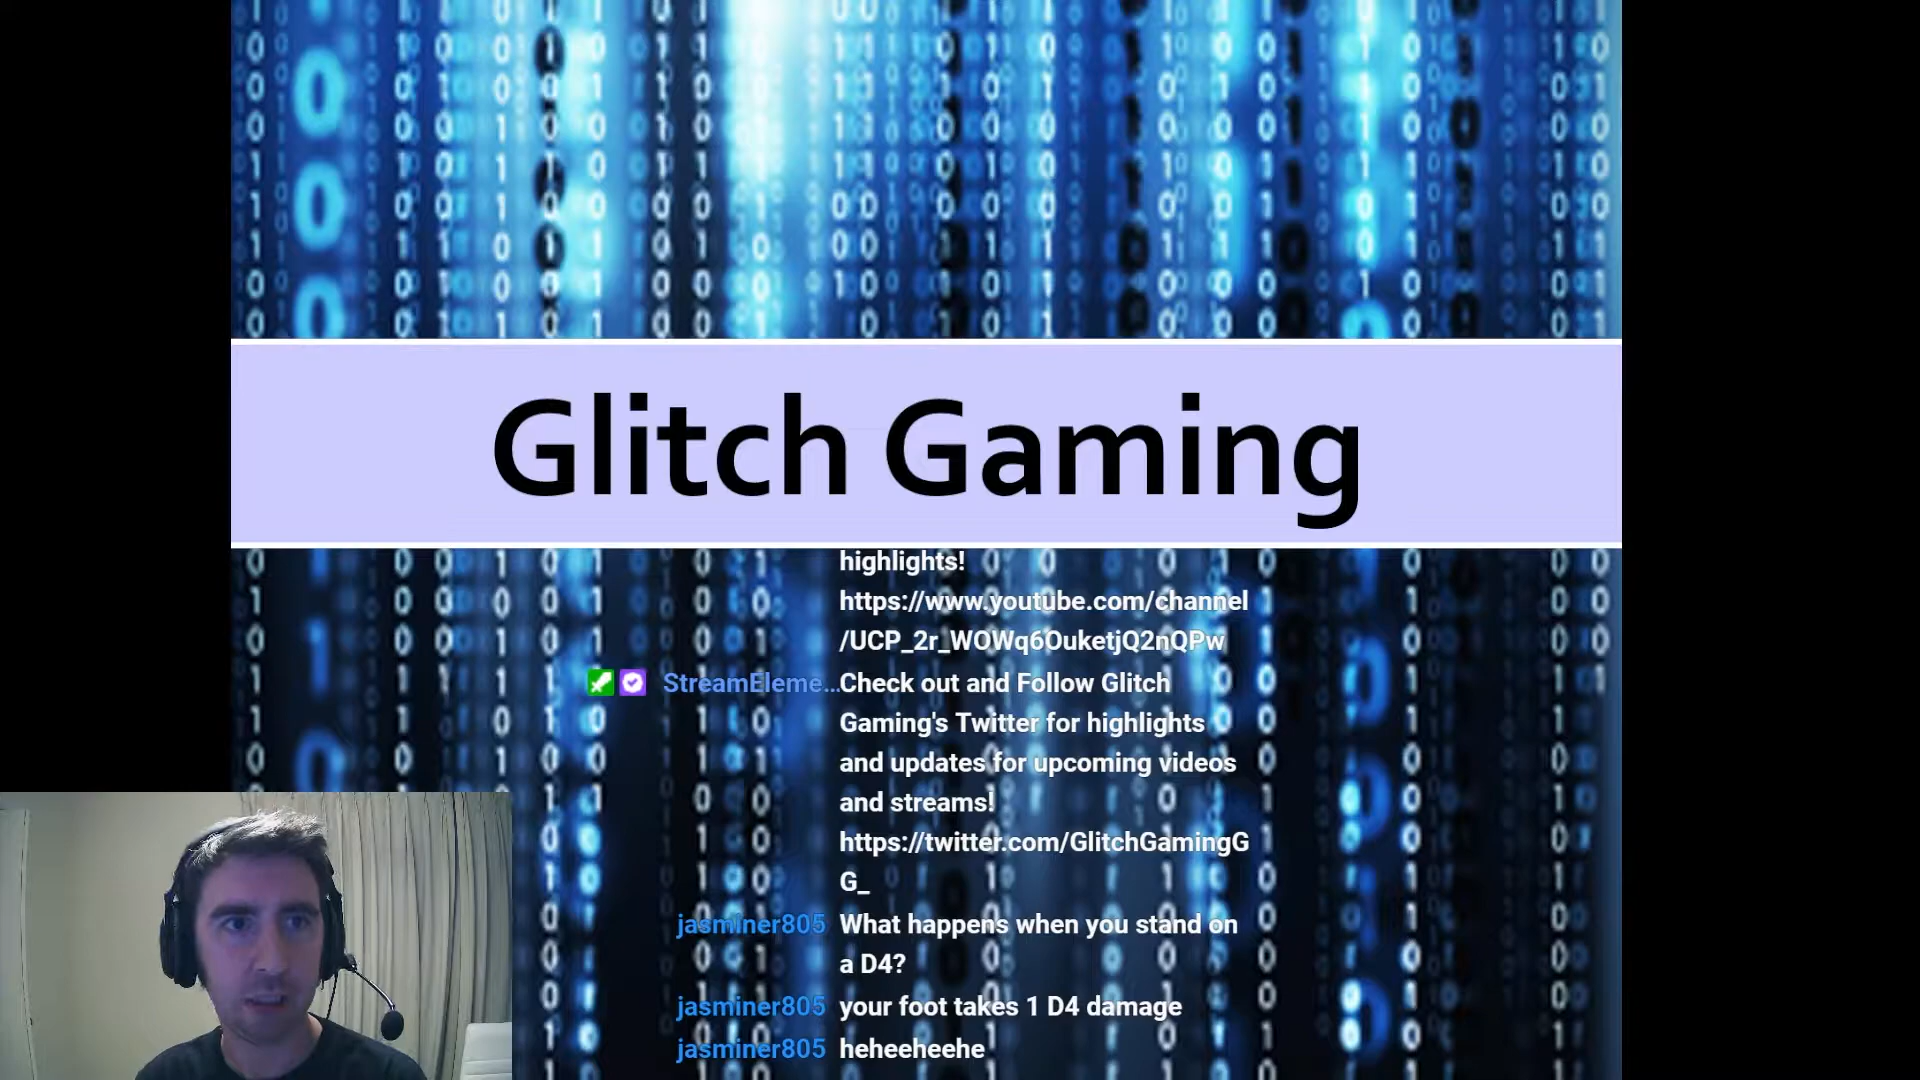 Glitch Gaming
highlights!
https://www.youtube.com/channel
/UCP_2r_WOWq6OuketjQ2nQPw
StreamEleme... Check out and Follow Glitch
Gaming's Twitter for highlights
and updates for upcoming videos
and streams!
https://twitter.com/GlitchGamingG
G_
jasminer805 What happens when you stand on
a D4?
jasminer805 your foot takes 1 D4 damage
jasminer805 heheeheehe